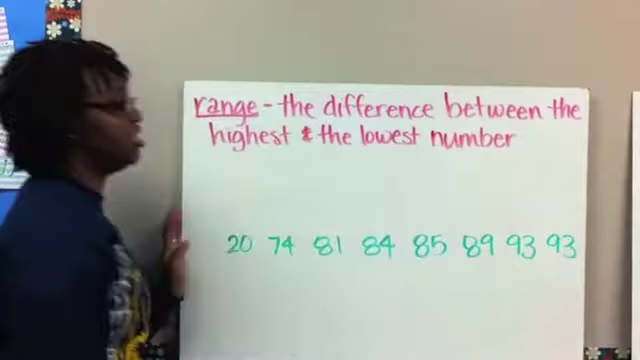 range - the difference between the
highest & the lowest number
20 74 81 84 85 89 93 93